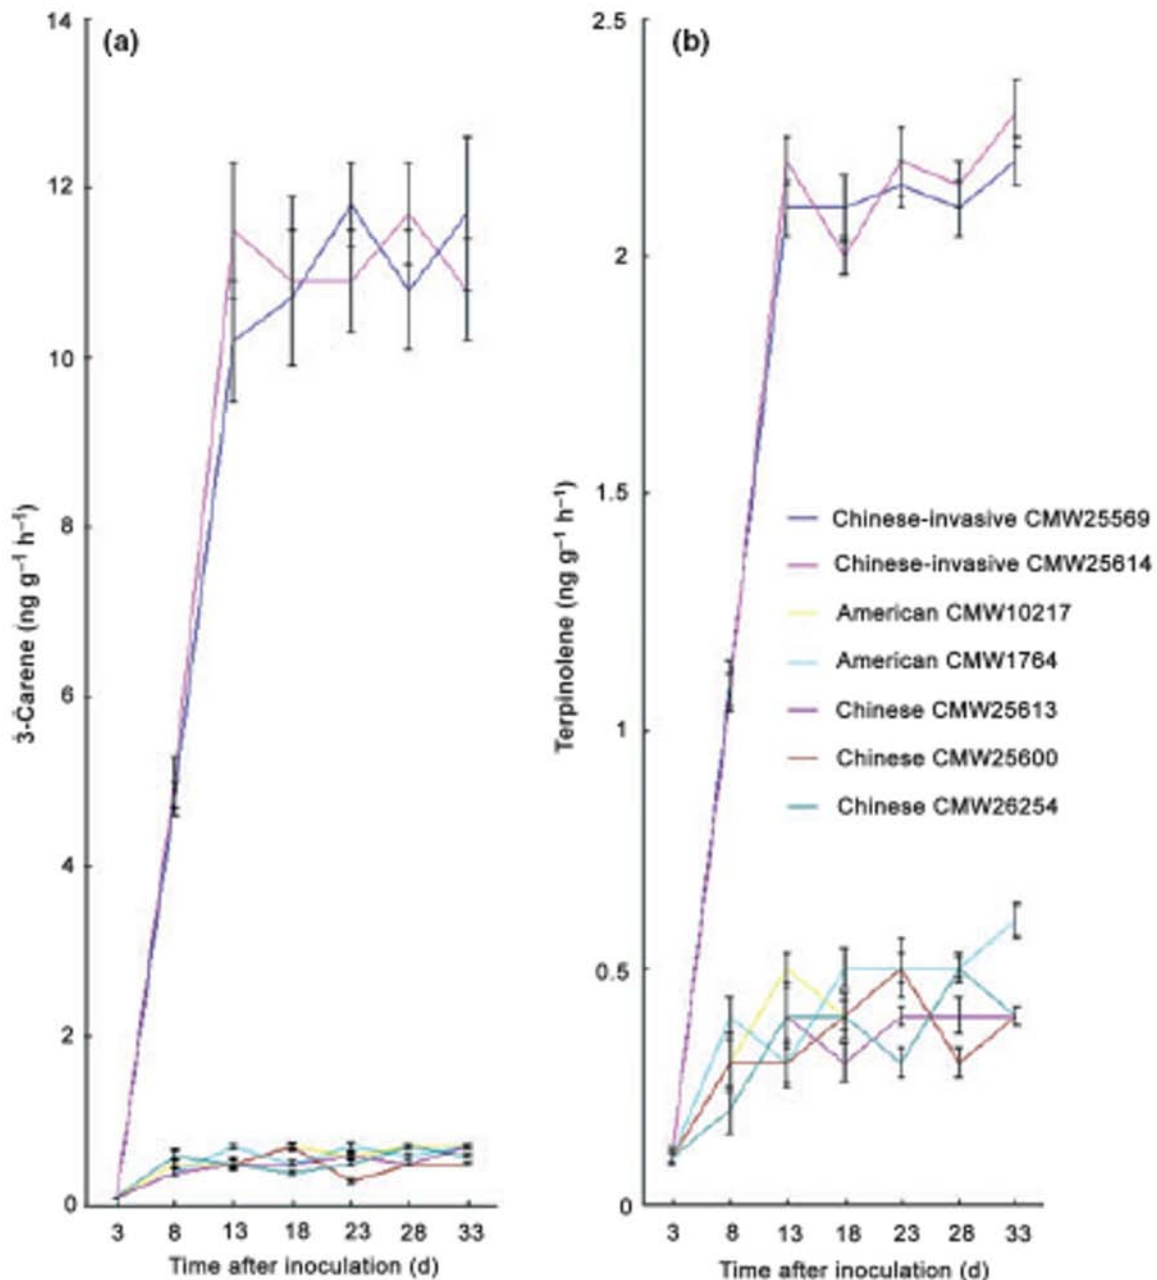 (a)
14
12
10
8
6
4
2
0
3-Carene (ng g⁻¹ h⁻¹)
3 8 13 18 23 28 33
Time after inoculation (d)
(b)
2.5
2
1.5
1
0.5
0
Terpinolene (ng g⁻¹ h⁻¹)
Chinese-invasive CMW25569
Chinese-invasive CMW25614
American CMW10217
American CMW1764
Chinese CMW25613
Chinese CMW25600
Chinese CMW26254
3 8 13 18 23 28 33
Time after inoculation (d)